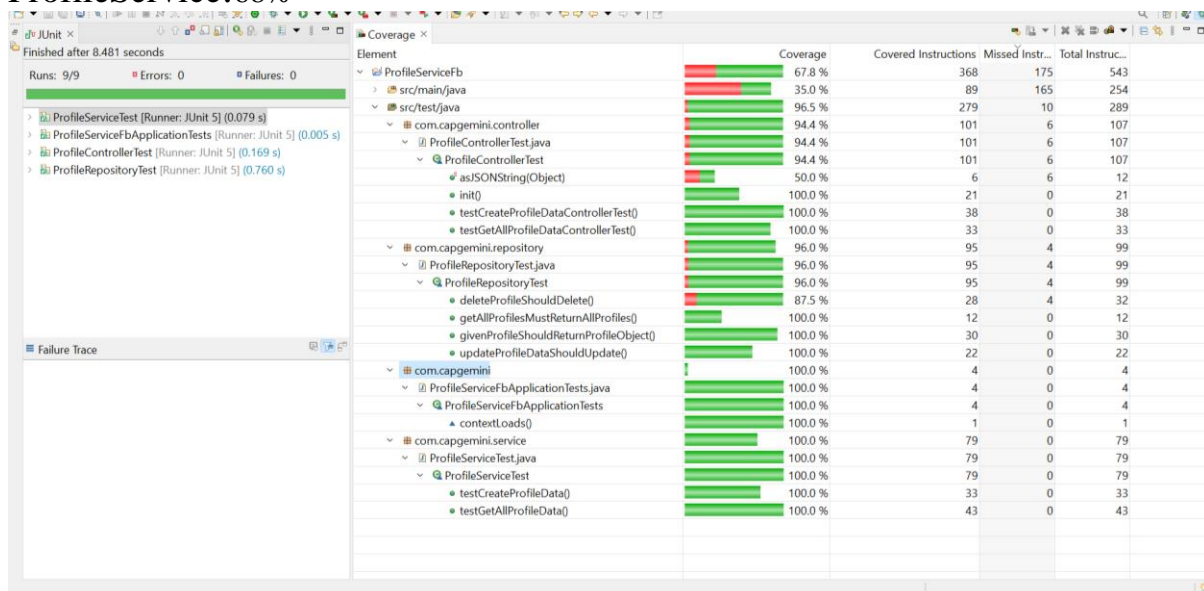 ProfileService:68%
JUnit ×
Finished after 8.481 seconds
Runs: 9/9 Errors: 0 Failures: 0
ProfileServiceTest [Runner: JUnit 5] (0.079 s)
ProfileServiceFbApplicationTests [Runner: JUnit 5] (0.005 s)
ProfileControllerTest [Runner: JUnit 5] (0.169 s)
ProfileRepositoryTest [Runner: JUnit 5] (0.760 s)
Failure Trace
Coverage ×
Element Coverage Covered Instructions Missed Instr... Total Instruc...
ProfileServiceFb 67.8 % 368 175 543
src/main/java 35.0 % 89 165 254
src/test/java 96.5 % 279 10 289
com.capgemini.controller 94.4 % 101 6 107
ProfileControllerTest.java 94.4 % 101 6 107
ProfileControllerTest 94.4 % 101 6 107
asJSONString(Object) 50.0 % 6 6 12
init() 100.0 % 21 0 21
testCreateProfileDataControllerTest() 100.0 % 38 0 38
testGetAllProfileDataControllerTest() 100.0 % 33 0 33
com.capgemini.repository 96.0 % 95 4 99
ProfileRepositoryTest.java 96.0 % 95 4 99
ProfileRepositoryTest 96.0 % 95 4 99
deleteProfileShouldDelete() 87.5 % 28 4 32
getAllProfilesMustReturnAllProfiles() 100.0 % 12 0 12
givenProfileShouldReturnProfileObject() 100.0 % 30 0 30
updateProfileDataShouldUpdate() 100.0 % 22 0 22
com.capgemini 100.0 % 4 0 4
ProfileServiceFbApplicationTests.java 100.0 % 4 0 4
ProfileServiceFbApplicationTests 100.0 % 4 0 4
contextLoads() 100.0 % 1 0 1
com.capgemini.service 100.0 % 79 0 79
ProfileServiceTest.java 100.0 % 79 0 79
ProfileServiceTest 100.0 % 79 0 79
testCreateProfileData() 100.0 % 33 0 33
testGetAllProfileData() 100.0 % 43 0 43